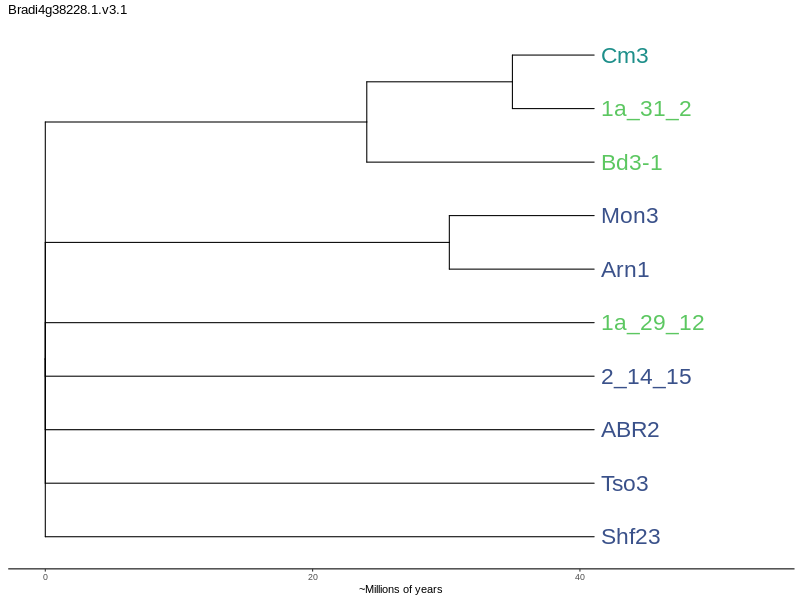 Bradi4g38228.1.v3.1
Cm3
1a_31_2
Bd3-1
Mon3
Arn1
1a_29_12
2_14_15
ABR2
Tso3
Shf23
0 20 40
~Millions of years